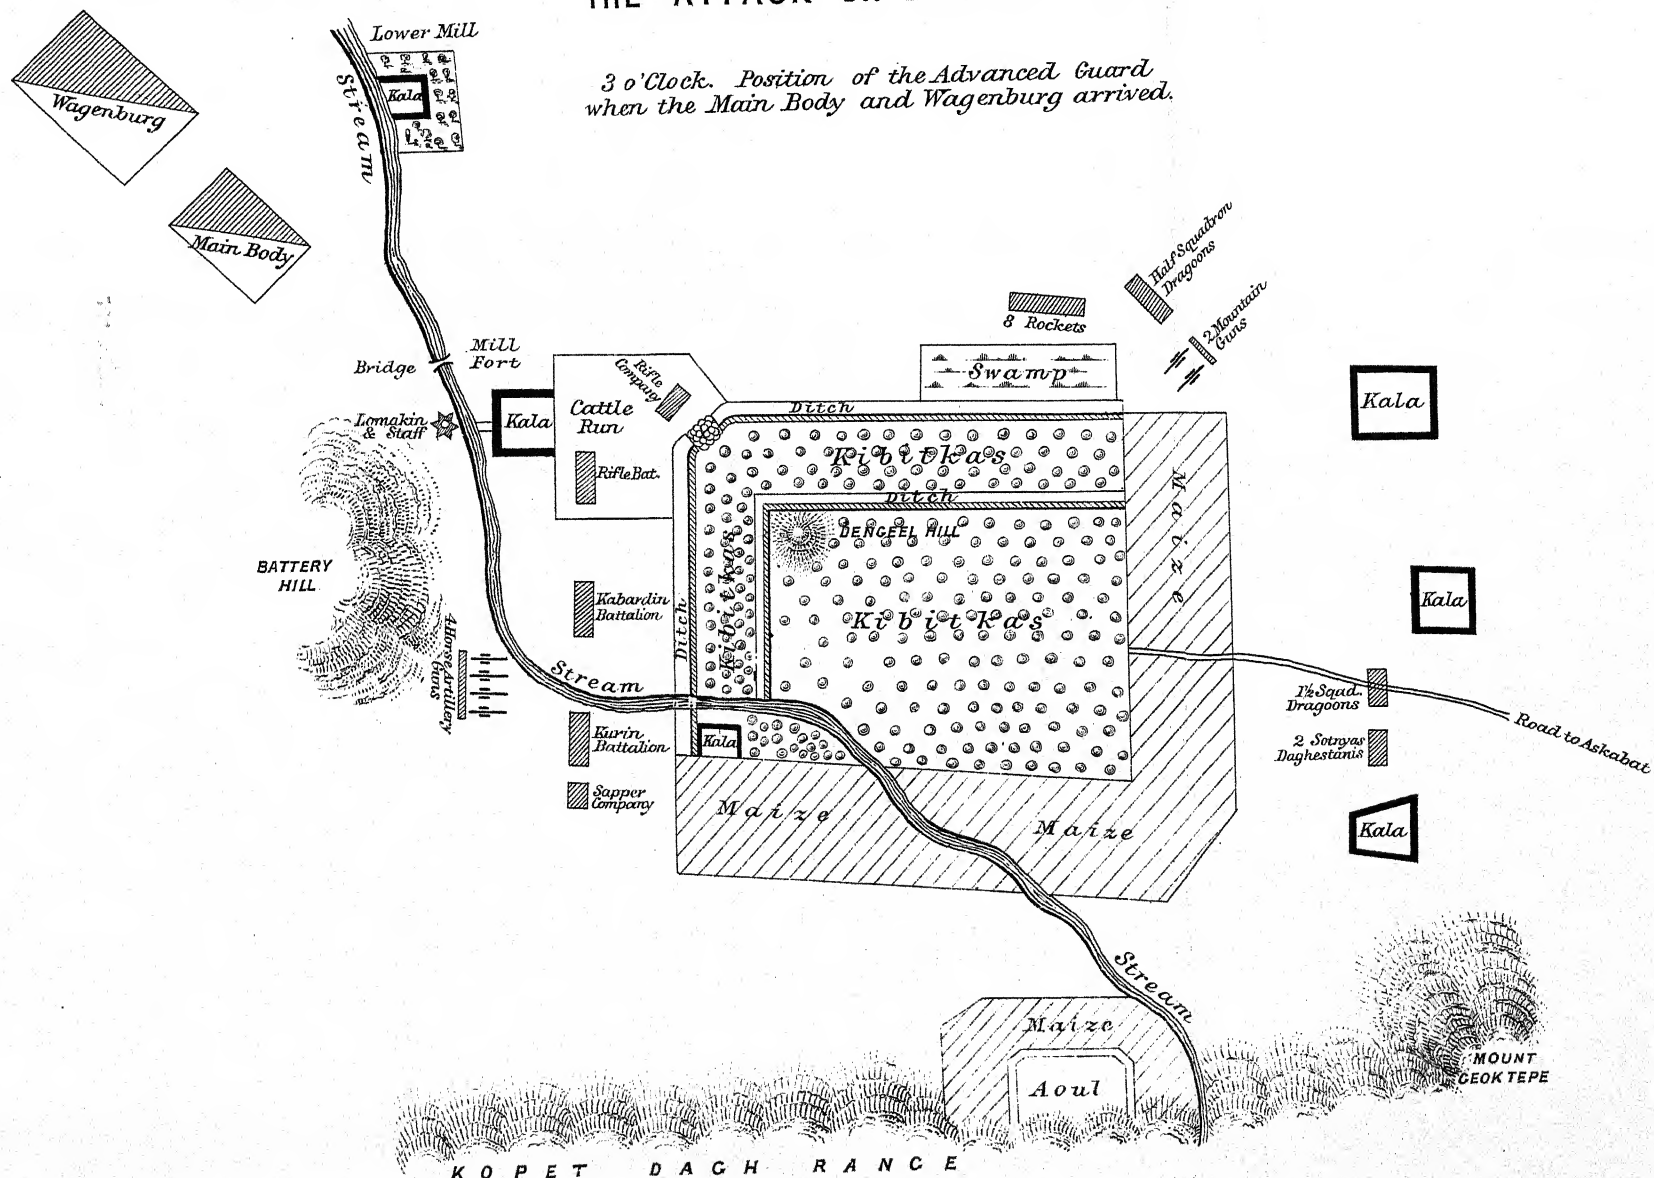 THE ATTACK
Lower Mill
3 o'Clock. Position of the Advanced Guard
when the Main Body and Wagenburg arrived.
Wagenburg
Kala
Stream
Main Body
Half Squadron
Dragoons
8 Rockets
2 Mountain
Guns
Bridge
Mill
Fort
Rifle
Company
Swamp
Lomakin
& Staff
Kala
Cattle
Run
Ditch
Kala
Kibitkas
Rifle Bat.
Ditch
Maize
DENGEEL HILL
BATTERY
HILL
Kibitkas
Kabardin
Battalion
Ditch
Kibitkas
Kala
4 Horse Artillery
Guns
Stream
1½ Sqad.
Dragoons
Road to Askabat
Kurin
Battalion
Kala
2 Sotnyas
Daghestanis
Sapper
Company
Maize
Maize
Kala
Stream
Maize
Aoul
MOUNT
GEOK TEPE
KOPET DAGH RANGE